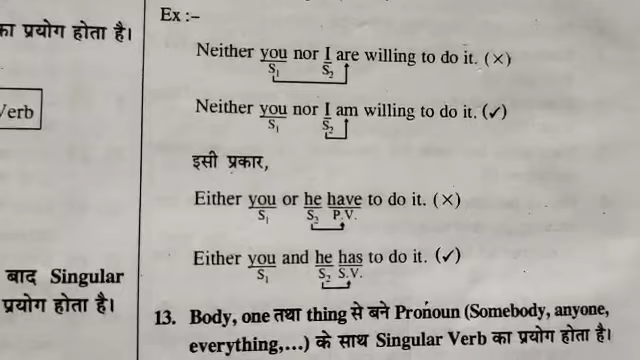 का प्रयोग होता है।
Verb
बाद Singular
प्रयोग होता है।
Ex :–
Neither you nor I are willing to do it. (×)
S1 S2
Neither you nor I am willing to do it. (✓)
S1 S2
इसी प्रकार,
Either you or he have to do it. (×)
S1 S2 P.V.
Either you and he has to do it. (✓)
S1 S2 S.V.
13. Body, one तथा thing से बने Pronoun (Somebody, anyone,
everything,...) के साथ Singular Verb का प्रयोग होता है।